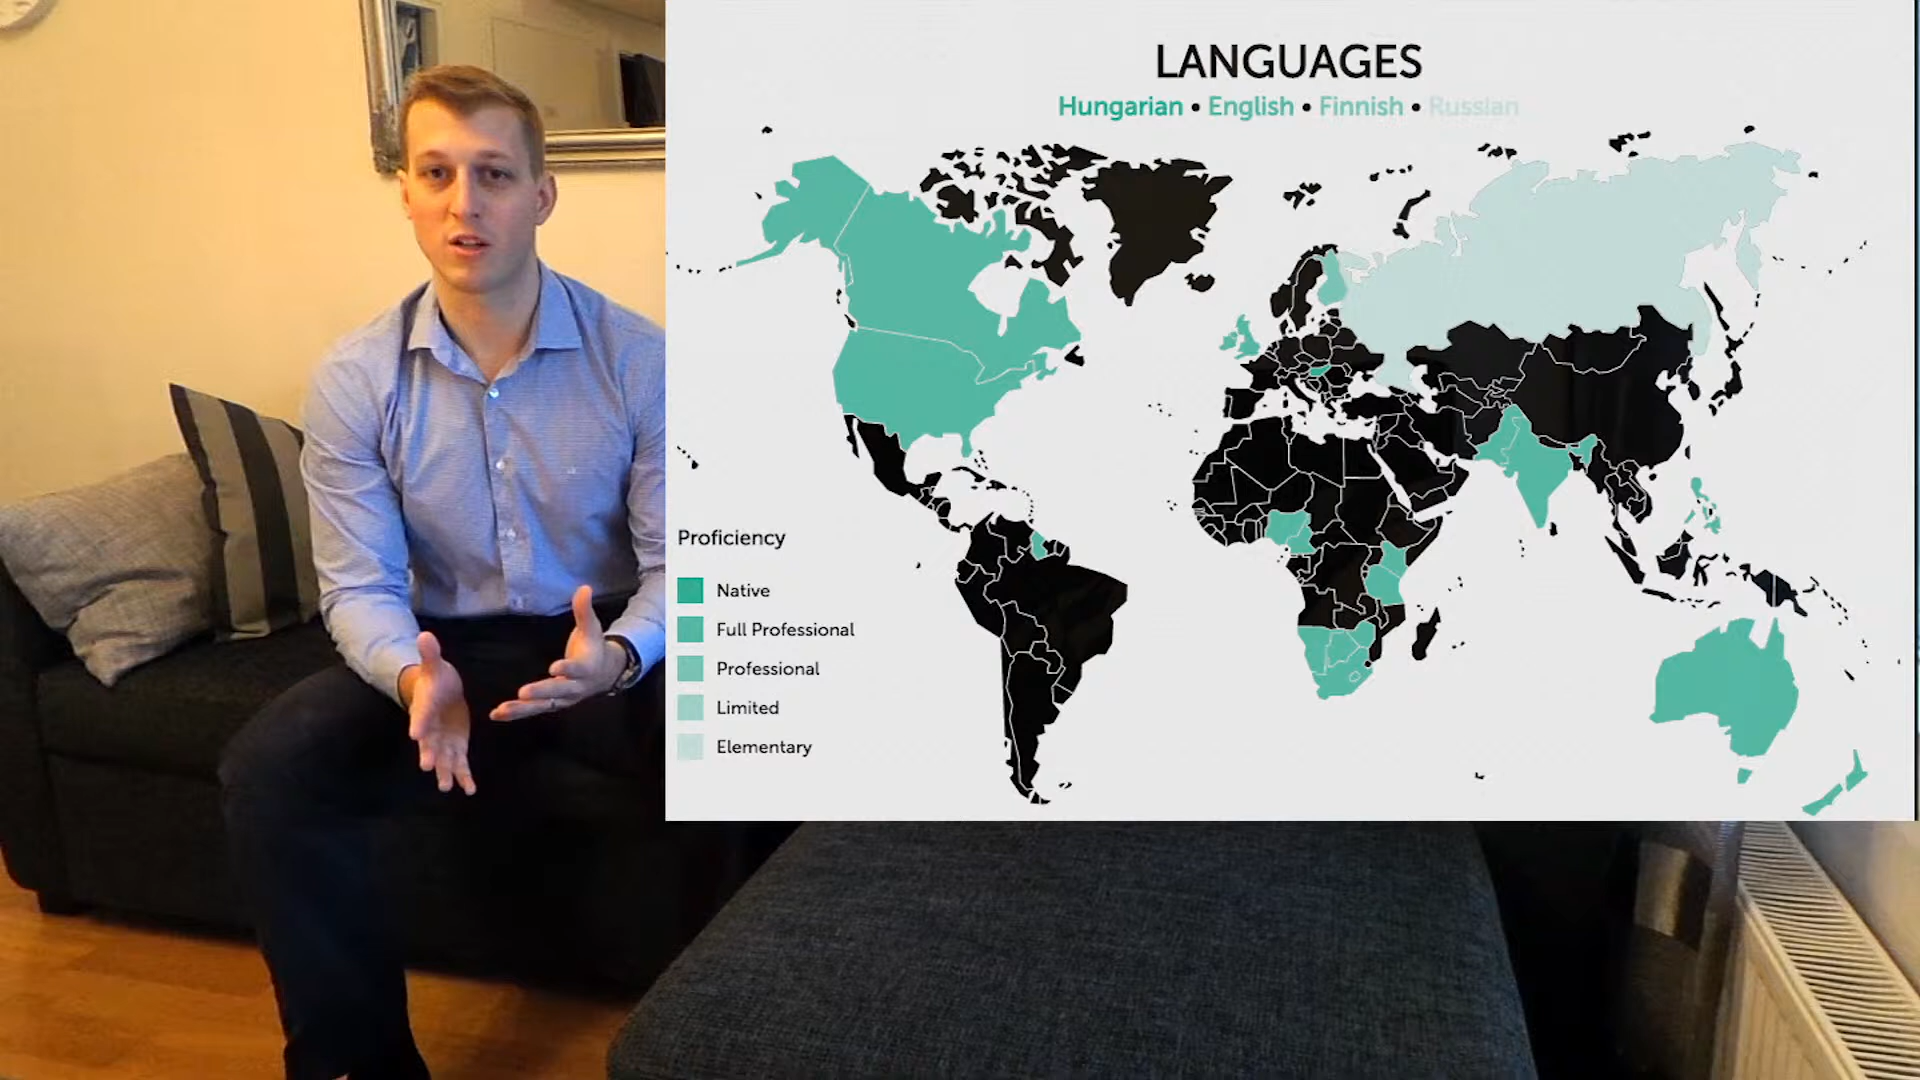 LANGUAGES
Hungarian • English • Finnish • Russian
Proficiency
Native
Full Professional
Professional
Limited
Elementary